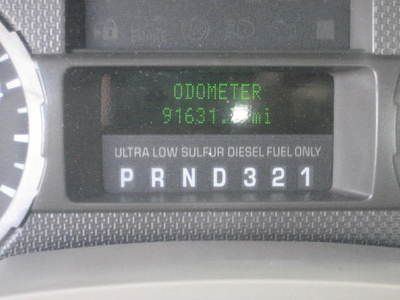 ODOMETER
91631. mi
ULTRA LOW SULFUR DIESEL FUEL ONLY
P R N D 3 2 1